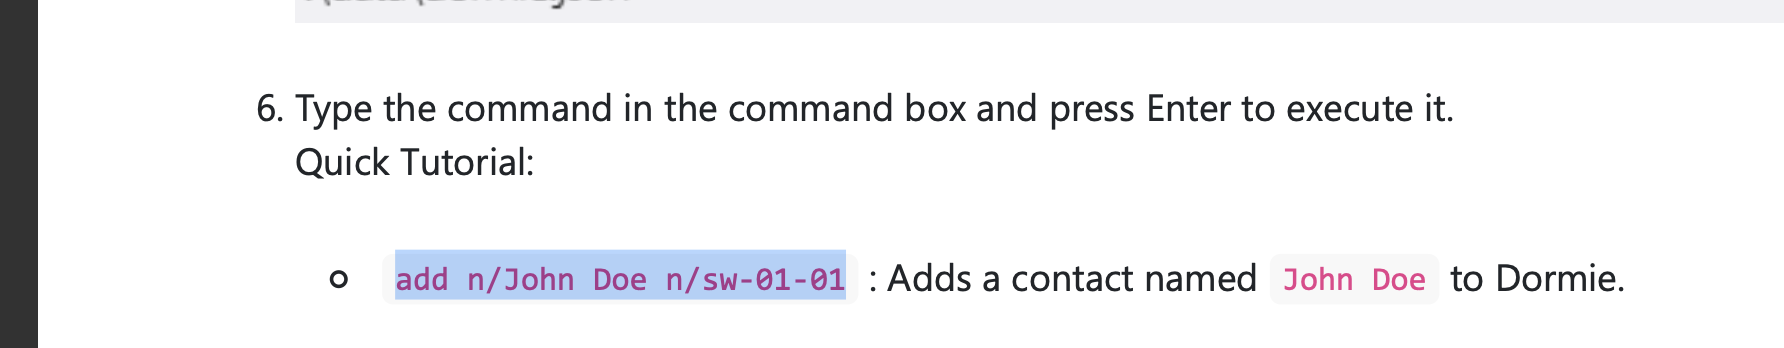 6. Type the command in the command box and press Enter to execute it.
Quick Tutorial:
add n/John Doe n/sw-01-01 : Adds a contact named John Doe to Dormie.